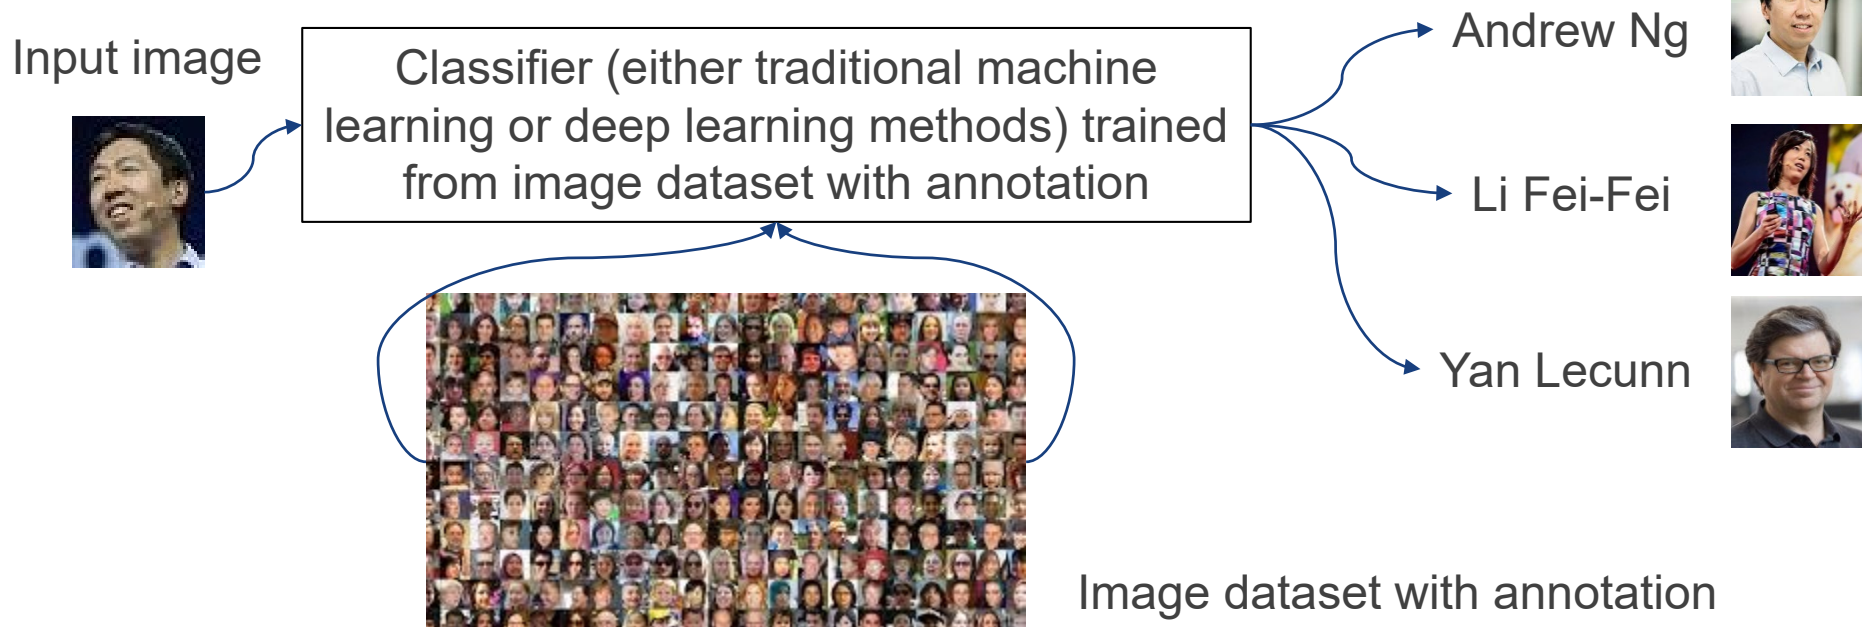 Input image
Classifier (either traditional machine
learning or deep learning methods) trained
from image dataset with annotation
Andrew Ng
Li Fei-Fei
Yan Lecunn
Image dataset with annotation